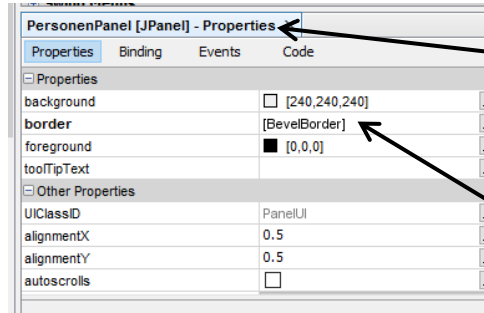 PersonenPanel [JPanel] - Properties
Properties Binding Events Code
Properties
background [240,240,240]
border [BevelBorder]
foreground [0,0,0]
toolTipText
Other Properties
UIClassID PanelUI
alignmentX 0.5
alignmentY 0.5
autoscrolls